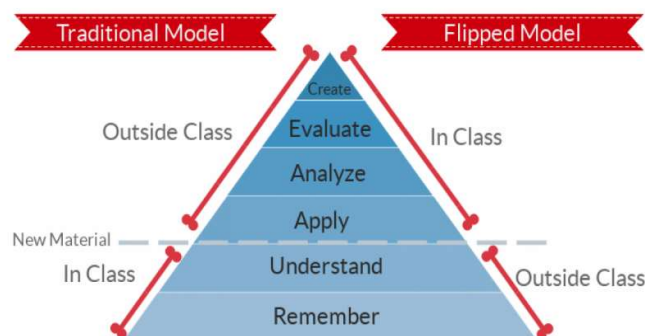 Traditional Model
Flipped Model
Create
Outside Class
Evaluate
In Class
Analyze
Apply
New Material
In Class
Understand
Outside Class
Remember